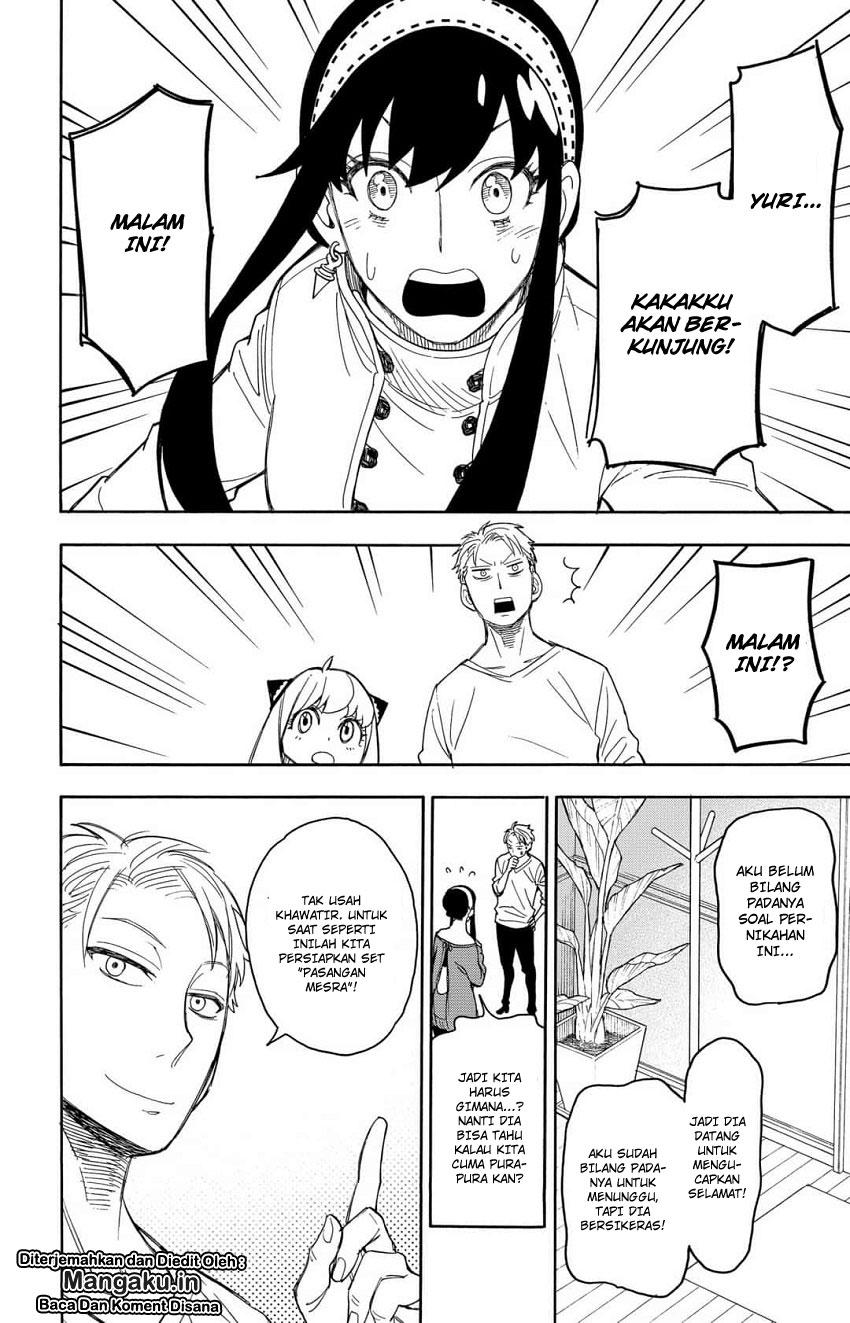 YURI...
KAKAKKU
AKAN BER-
KUNJUNG!
MALAM
INI!
MALAM
INI!?
AKU BELUM
BILANG
PADANYA
SOAL PER-
NIKAHAN
INI...
JADI DIA
DATANG
UNTUK
MENGU-
CAPKAN
SELAMAT!
AKU SUDAH
BILANG PADA-
NYA UNTUK
MENUNGGU,
TAPI DIA
BERSIKERAS!
JADI KITA
HARUS
GIMANA...?
NANTI DIA
BISA TAHU
KALAU KITA
CUMA PURA-
PURA KAN?
TAK USAH
KHAWATIR. UNTUK
SAAT SEPERTI
INILAH KITA
PERSIAPKAN SET
"PASANGAN
MESRA"!
Diterjemahkan dan Diedit Oleh :
Mangaku.in
Baca Dan Koment Disana